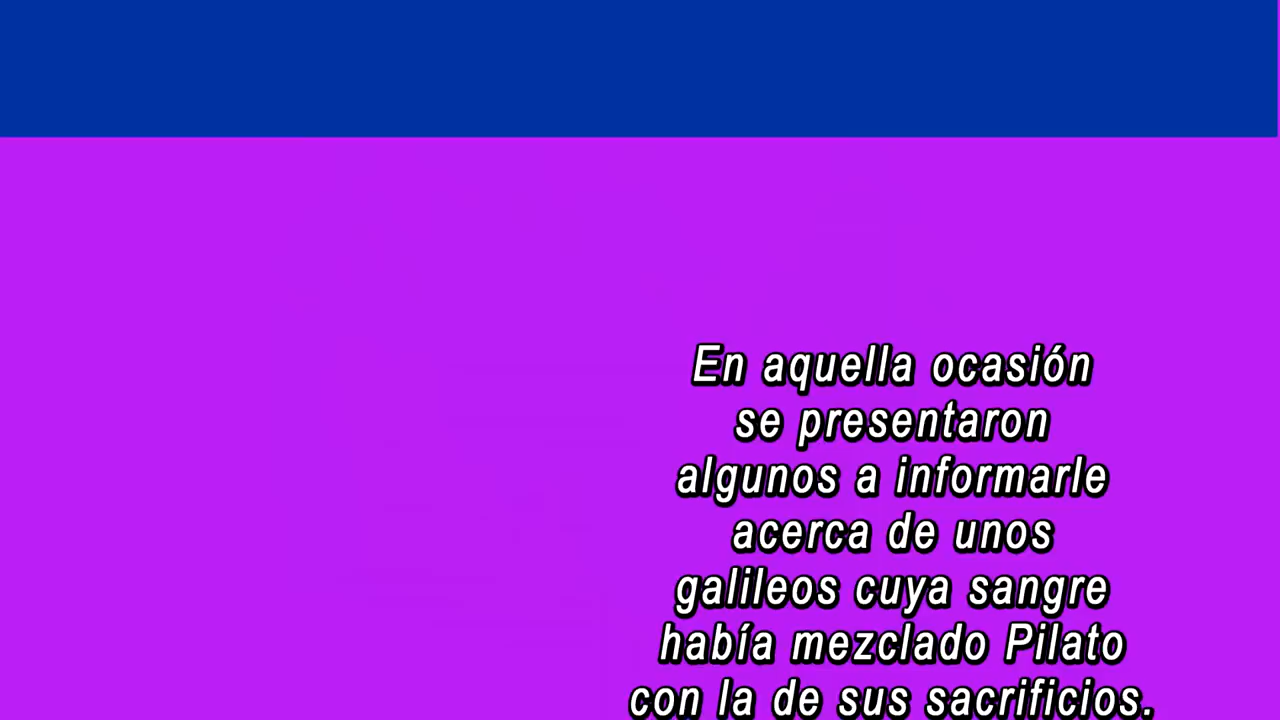 En aquella ocasión
se presentaron
algunos a informarle
acerca de unos
galileos cuya sangre
había mezclado Pilato
con la de sus sacrificios.